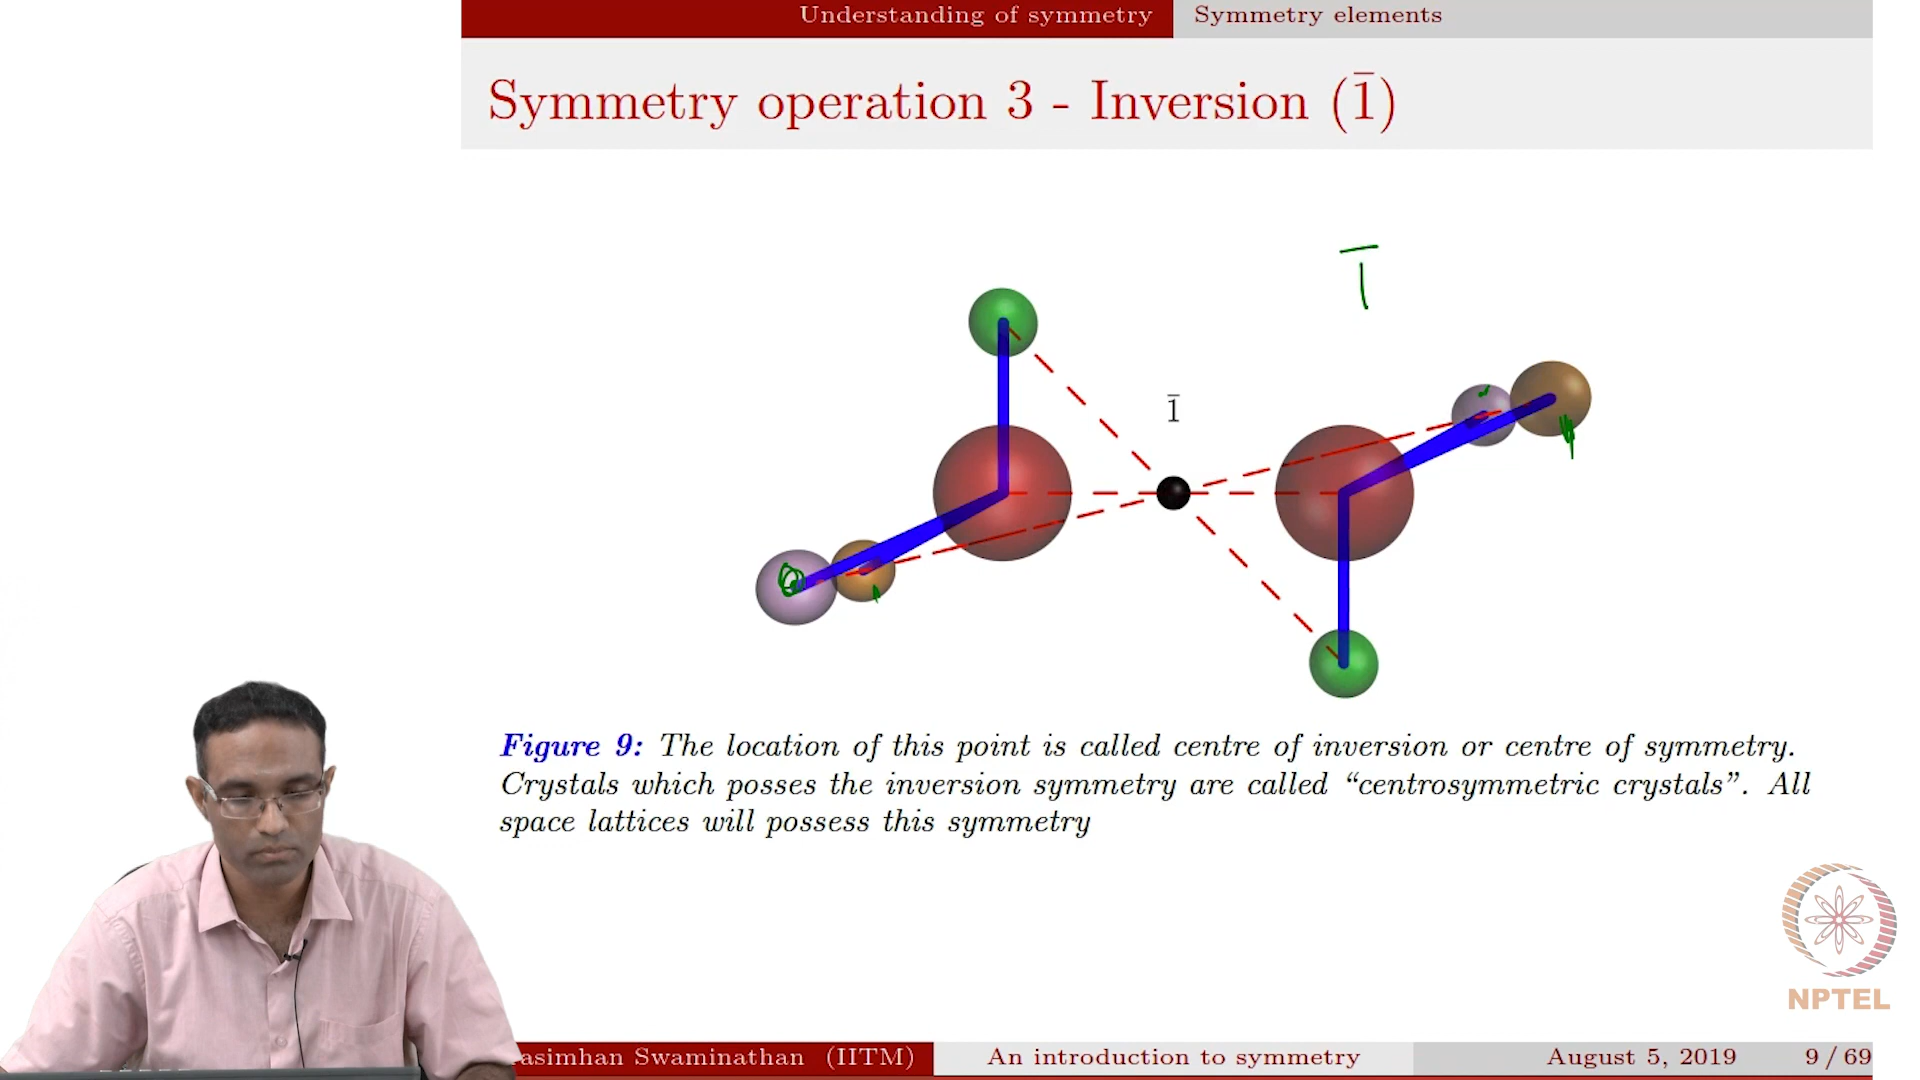 Understanding of symmetry Symmetry elements
Symmetry operation 3 - Inversion (1̄)
1̄
1̄
Figure 9: The location of this point is called centre of inversion or centre of symmetry.
Crystals which posses the inversion symmetry are called “centrosymmetric crystals”. All
space lattices will possess this symmetry
NPTEL
asimhan Swaminathan (IITM) An introduction to symmetry August 5, 2019 9 / 69